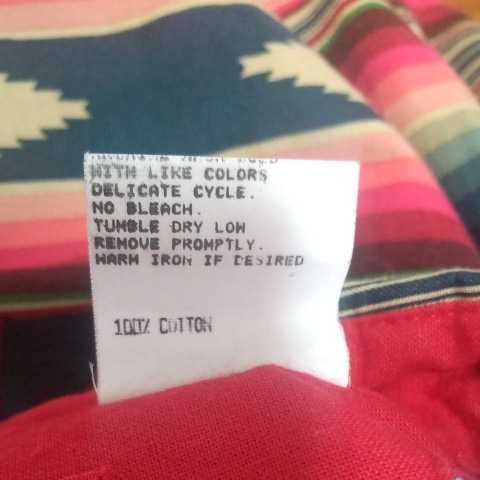 WITH LIKE COLORS
DELICATE CYCLE.
NO BLEACH.
TUMBLE DRY LOW
REMOVE PROMPTLY.
WARM IRON IF DESIRED
100% COTTON